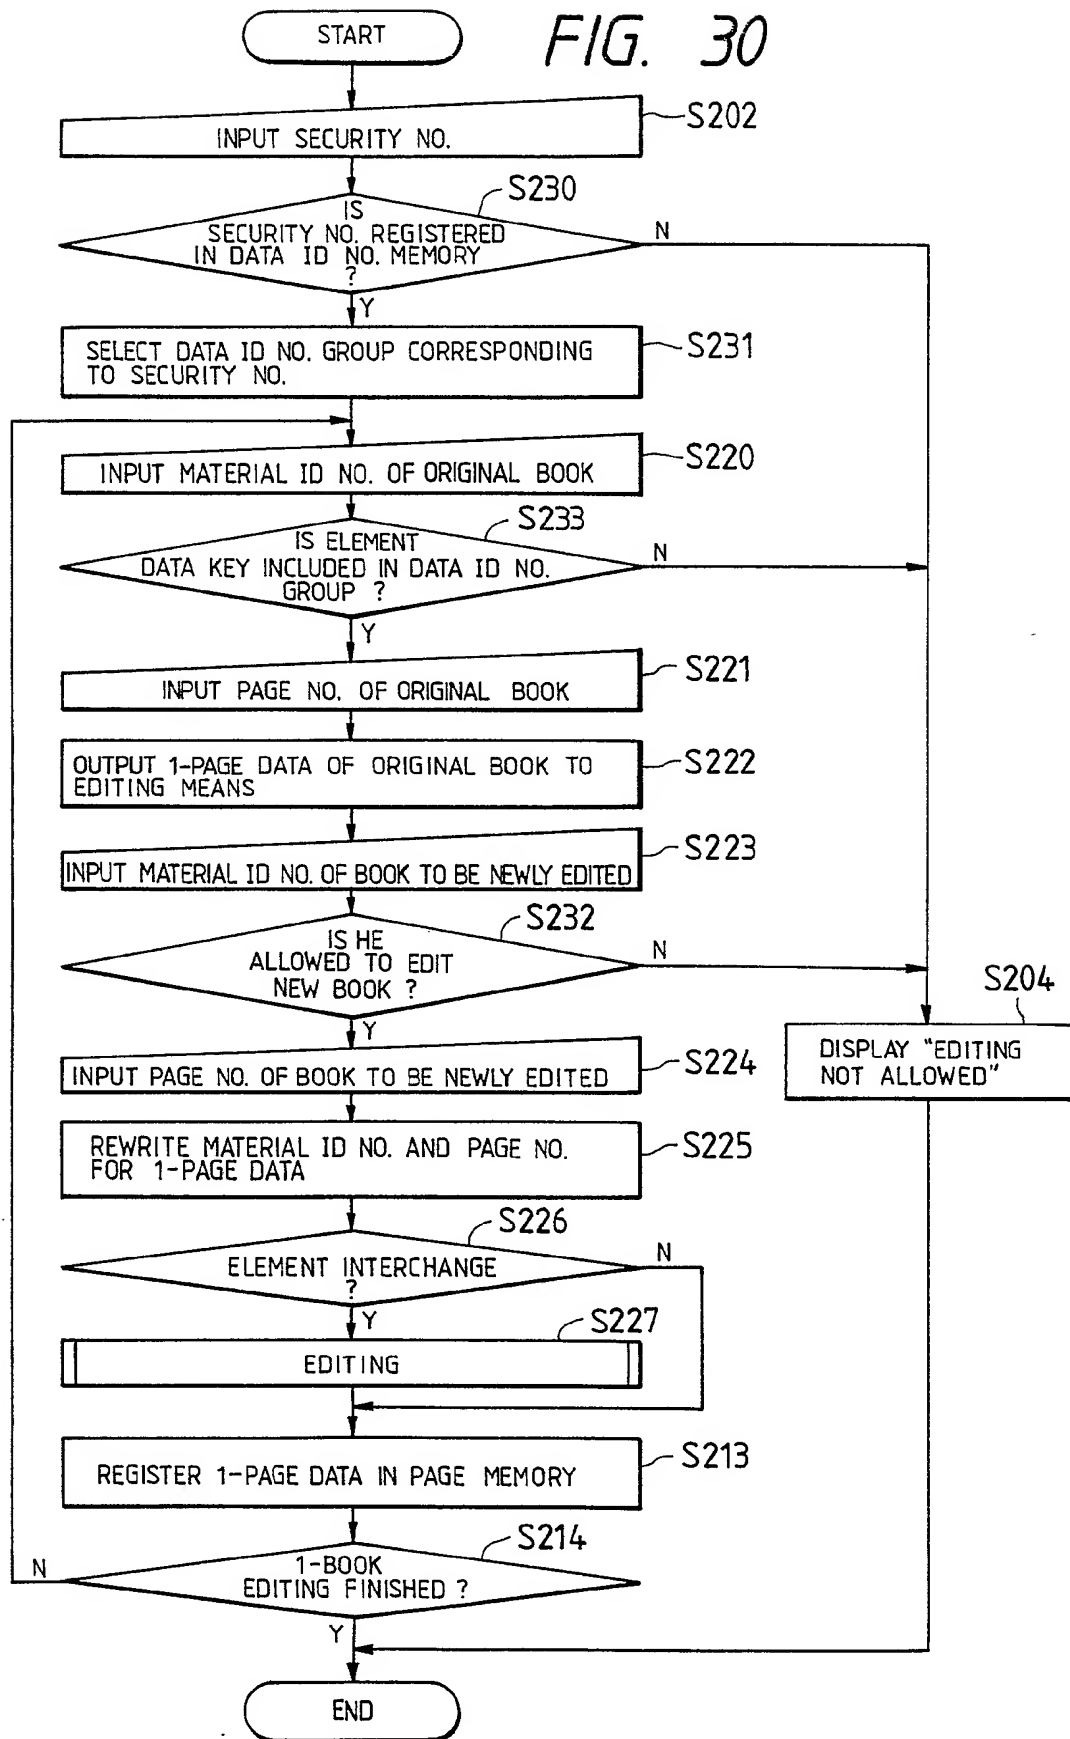 START
FIG. 30
INPUT SECURITY NO.
S202
S230
IS
SECURITY NO. REGISTERED
IN DATA ID NO. MEMORY
?
N
Y
SELECT DATA ID NO. GROUP CORRESPONDING
TO SECURITY NO.
S231
INPUT MATERIAL ID NO. OF ORIGINAL BOOK
S220
S233
IS ELEMENT
DATA KEY INCLUDED IN DATA ID NO.
GROUP ?
N
Y
INPUT PAGE NO. OF ORIGINAL BOOK
S221
OUTPUT 1-PAGE DATA OF ORIGINAL BOOK TO
EDITING MEANS
S222
INPUT MATERIAL ID NO. OF BOOK TO BE NEWLY EDITED
S223
S232
IS HE
ALLOWED TO EDIT
NEW BOOK ?
N
Y
S204
DISPLAY "EDITING
NOT ALLOWED"
INPUT PAGE NO. OF BOOK TO BE NEWLY EDITED
S224
REWRITE MATERIAL ID NO. AND PAGE NO.
FOR 1-PAGE DATA
S225
S226
ELEMENT INTERCHANGE
?
N
Y
S227
EDITING
REGISTER 1-PAGE DATA IN PAGE MEMORY
S213
S214
1-BOOK
EDITING FINISHED ?
N
Y
END